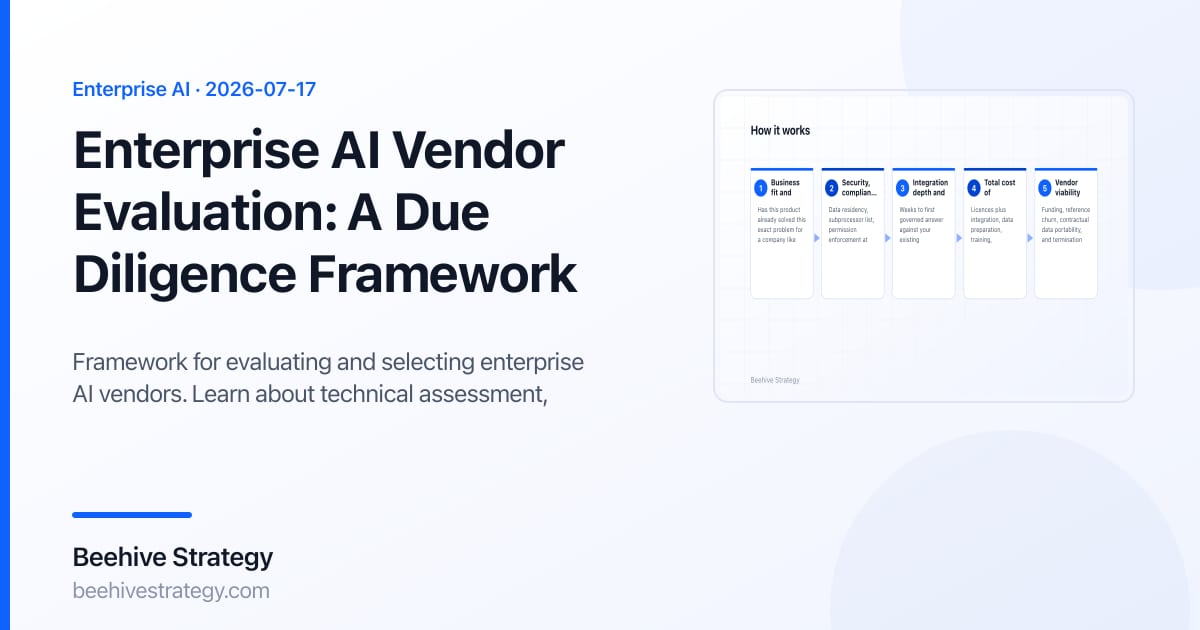 Enterprise AI · 2026-07-17
Enterprise AI Vendor
Evaluation: A Due
Diligence Framework
Framework for evaluating and selecting enterprise
AI vendors. Learn about technical assessment,
Beehive Strategy
beehivestrategy.com
How it works
1
Business
fit and
Has this product
already solved this
exact problem for
a company like
2
Security,
complian...
Data residency,
subprocessor list,
permission
enforcement at
3
Integration
depth and
Weeks to first
governed answer
against your
existing
4
Total cost
of
Licences plus
integration, data
preparation,
training,
5
Vendor
viability
Funding, reference
churn, contractual
data portability,
and termination
Beehive Strategy